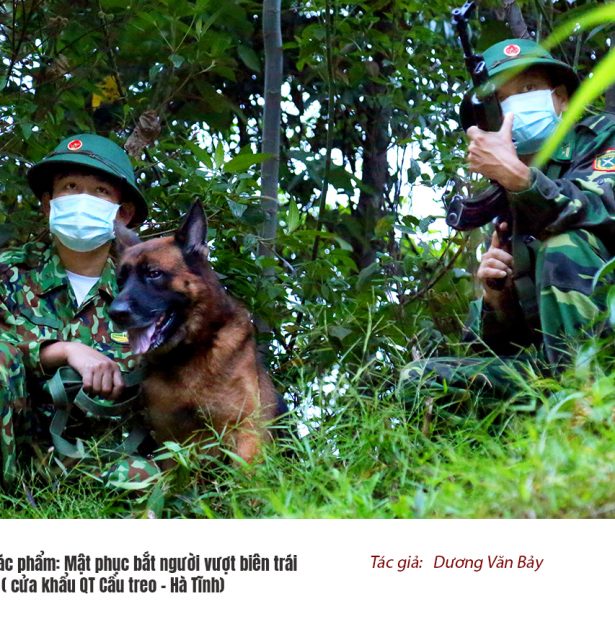 ác phẩm: Mật phục bắt người vượt biên trái
( cửa khẩu QT Cầu treo - Hà Tĩnh)
Tác giả: Dương Văn Bảy